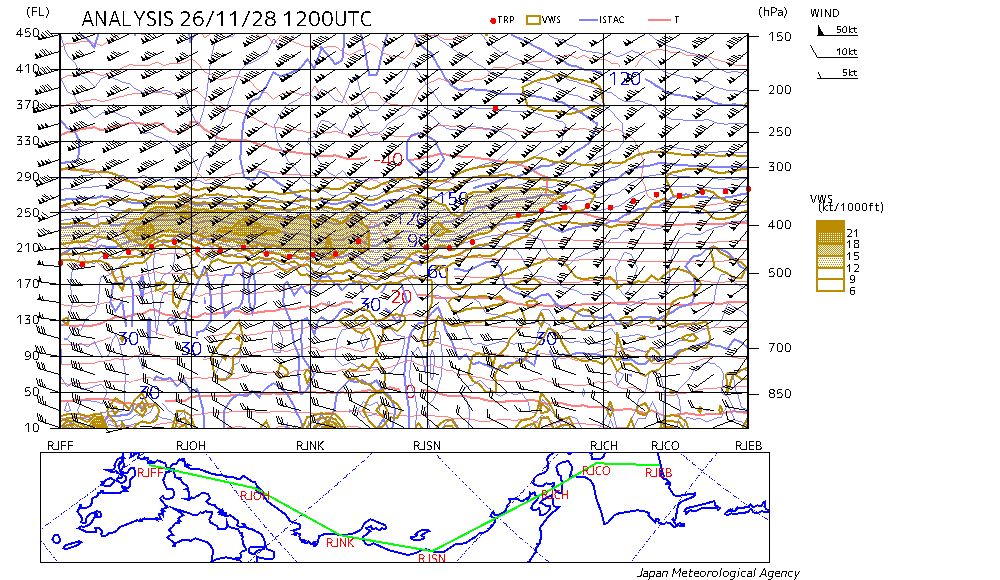 (FL) ANALYSIS 26/11/28 1200UTC TRP VWS ISTAC T (hPa) WIND
450 150 50kt
10kt
410 5kt
120
370 200
330 250
-40
290 300
150
VWS
(kt/1000ft)
250 400
21
210 90 18
15
12
60 500 9
170 6
20
30
130
30 30 30 700
90
50 30 0 850
10
RJFF RJOH RJNK RJSN RJCH RJCO RJEB
RJFF RJOH RJNK RJSN RJCH RJCO RJEB
Japan Meteorological Agency